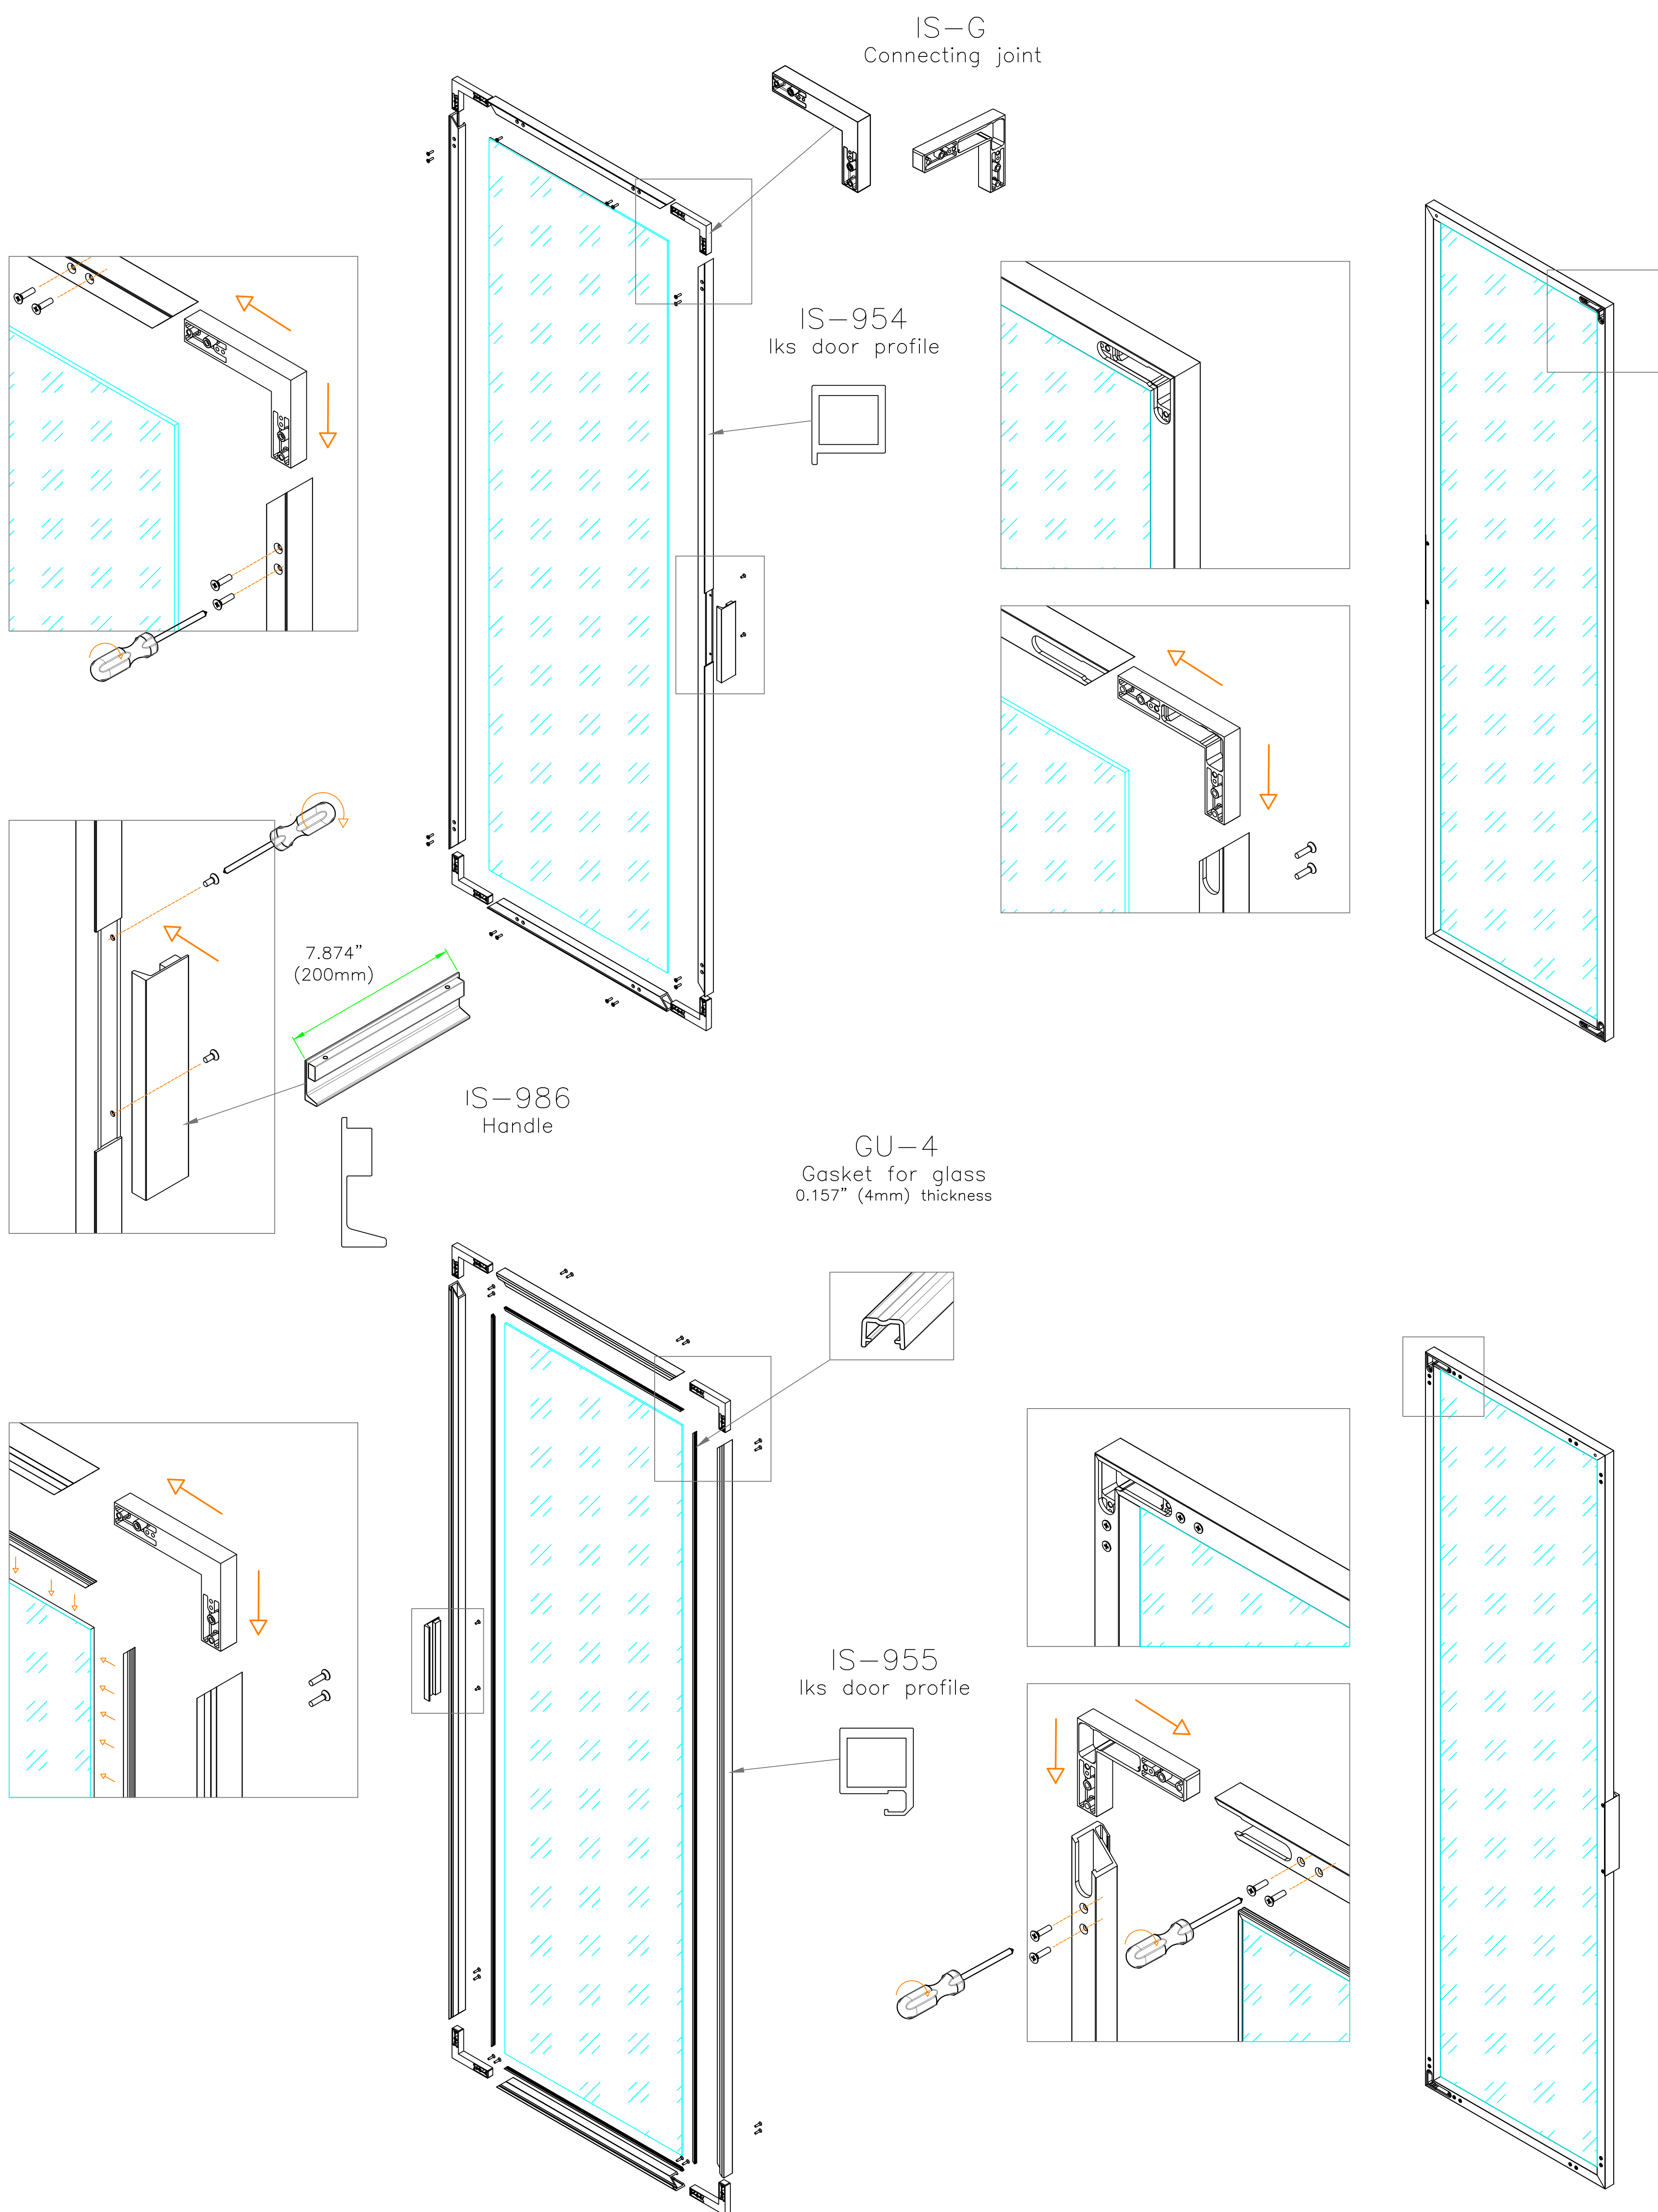 IS-G
Connecting joint
IS-954
Iks door profile
7.874”
(200mm)
IS-986
Handle
GU-4
Gasket for glass
0.157” (4mm) thickness
IS-955
Iks door profile